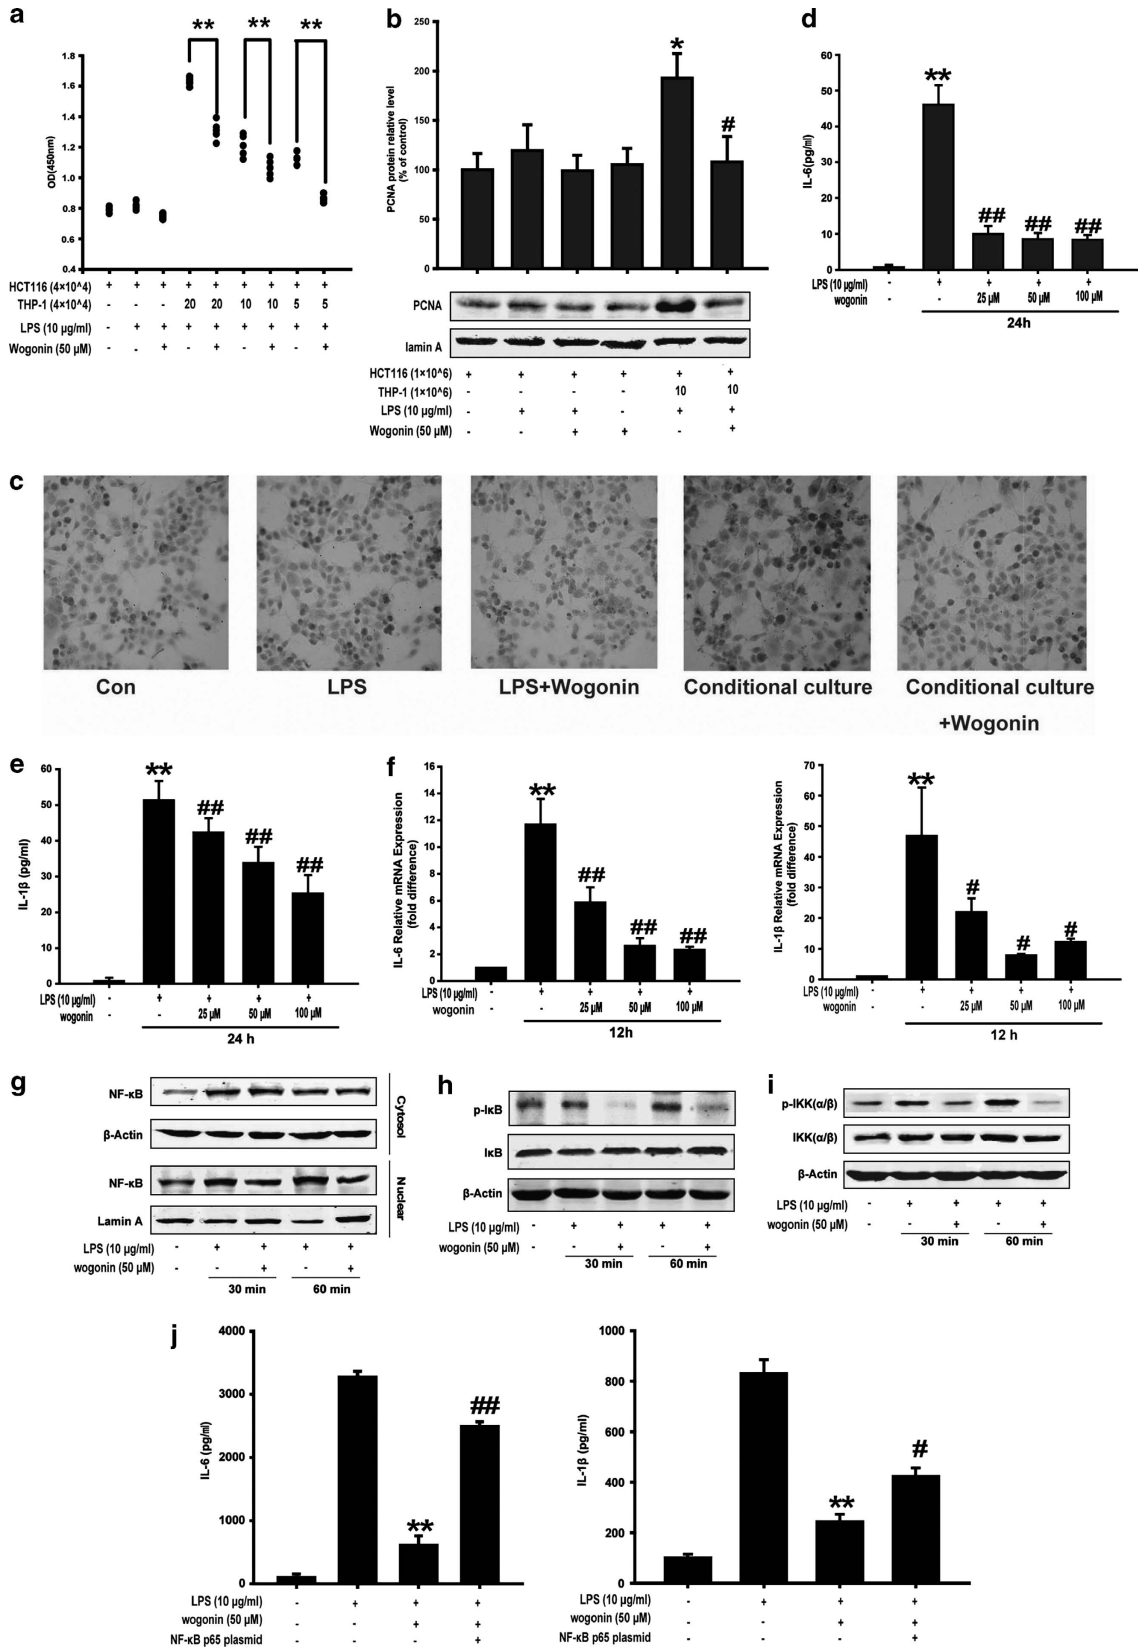 a
** ** **
1.8
1.6
1.4
1.2
1.0
0.8
0.6
0.4
OD(450nm)
HCT116 (4×10^4) + + + + + + + + +
THP-1 (4×10^4) - - - 20 20 10 10 5 5
LPS (10 μg/ml) - + + + + + + + +
Wogonin (50 μM) - - + - + - + - +
b
250
200
150
100
50
0
PCNA protein relative level
(% of control)
*
#
PCNA
lamin A
HCT116 (1×10^6) + + + + + +
THP-1 (1×10^6) - - - - 10 10
LPS (10 μg/ml) - + + - + +
Wogonin (50 μM) - - + + - +
d
60
50
40
30
20
10
0
IL-6(pg/ml)
**
## ## ##
LPS (10 μg/ml) - + + + +
wogonin - - 25 μM 50 μM 100 μM
24h
c
Con LPS LPS+Wogonin Conditional culture Conditional culture
+Wogonin
e
60
50
40
30
20
10
0
IL-1β (pg/ml)
**
## ## ##
LPS (10 μg/ml) - + + + +
wogonin - - 25 μM 50 μM 100 μM
24 h
f
16
14
12
10
8
6
4
2
0
IL-6 Relative mRNA Expression
(fold difference)
**
## ## ##
LPS (10 μg/ml) - + + + +
wogonin - - 25 μM 50 μM 100 μM
12h
70
60
50
40
30
20
10
0
IL-1β Relative mRNA Expression
(fold difference)
**
# # #
LPS (10 μg/ml) - + + + +
wogonin - - 25 μM 50 μM 100 μM
12 h
g
NF-κB
β-Actin
Cytosol
NF-κB
Lamin A
Nuclear
LPS (10 μg/ml) - + + + +
wogonin (50 μM) - - + - +
30 min 60 min
h
p-IκB
IκB
β-Actin
LPS (10 μg/ml) - + + + +
wogonin (50 μM) - - + - +
30 min 60 min
i
p-IKK(α/β)
IKK(α/β)
β-Actin
LPS (10 μg/ml) - + + + +
wogonin (50 μM) - - + - +
30 min 60 min
j
4000
3000
2000
1000
0
IL-6 (pg/ml)
**
##
LPS (10 μg/ml) - + + +
wogonin (50 μM) - - + +
NF-κB p65 plasmid - - - +
1000
800
600
400
200
0
IL-1β (pg/ml)
**
#
LPS (10 μg/ml) - + + +
wogonin (50 μM) - - + +
NF-κB p65 plasmid - - - +